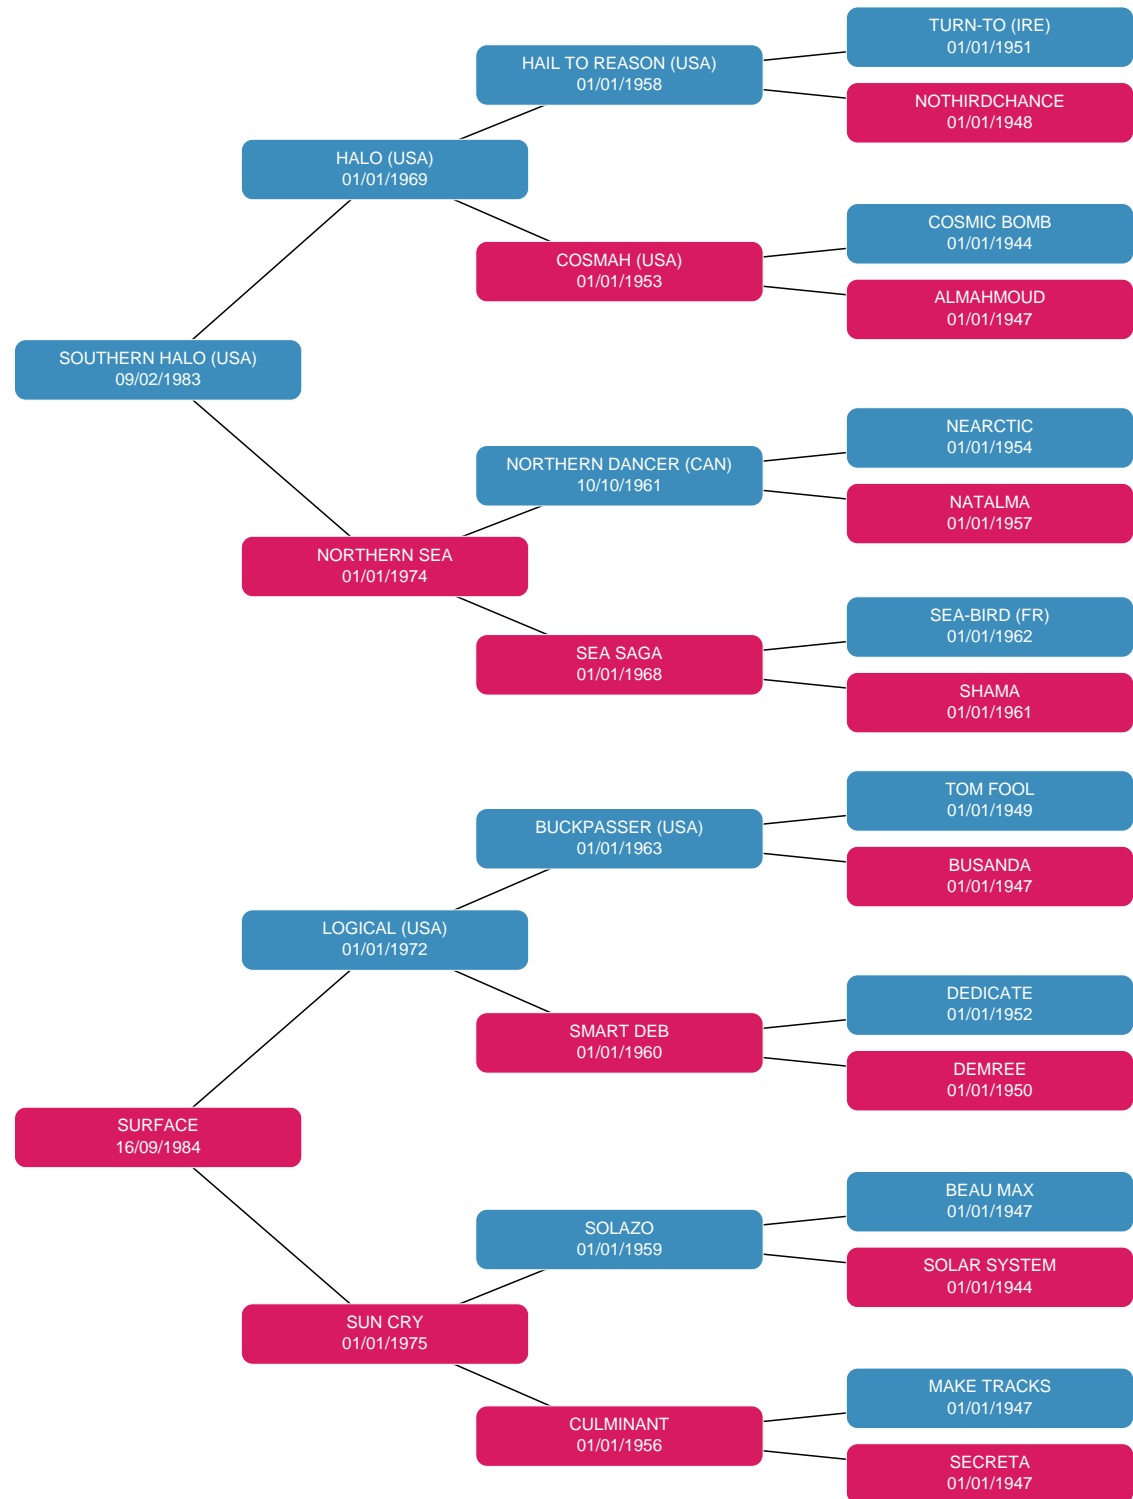 TURN-TO (IRE)
01/01/1951
HAIL TO REASON (USA)
01/01/1958
NOTHIRDCHANCE
01/01/1948
HALO (USA)
01/01/1969
COSMIC BOMB
01/01/1944
COSMAH (USA)
01/01/1953
ALMAHMOUD
01/01/1947
SOUTHERN HALO (USA)
09/02/1983
NEARCTIC
01/01/1954
NORTHERN DANCER (CAN)
10/10/1961
NATALMA
01/01/1957
NORTHERN SEA
01/01/1974
SEA-BIRD (FR)
01/01/1962
SEA SAGA
01/01/1968
SHAMA
01/01/1961
TOM FOOL
01/01/1949
BUCKPASSER (USA)
01/01/1963
BUSANDA
01/01/1947
LOGICAL (USA)
01/01/1972
DEDICATE
01/01/1952
SMART DEB
01/01/1960
DEMREE
01/01/1950
SURFACE
16/09/1984
BEAU MAX
01/01/1947
SOLAZO
01/01/1959
SOLAR SYSTEM
01/01/1944
SUN CRY
01/01/1975
MAKE TRACKS
01/01/1947
CULMINANT
01/01/1956
SECRETA
01/01/1947